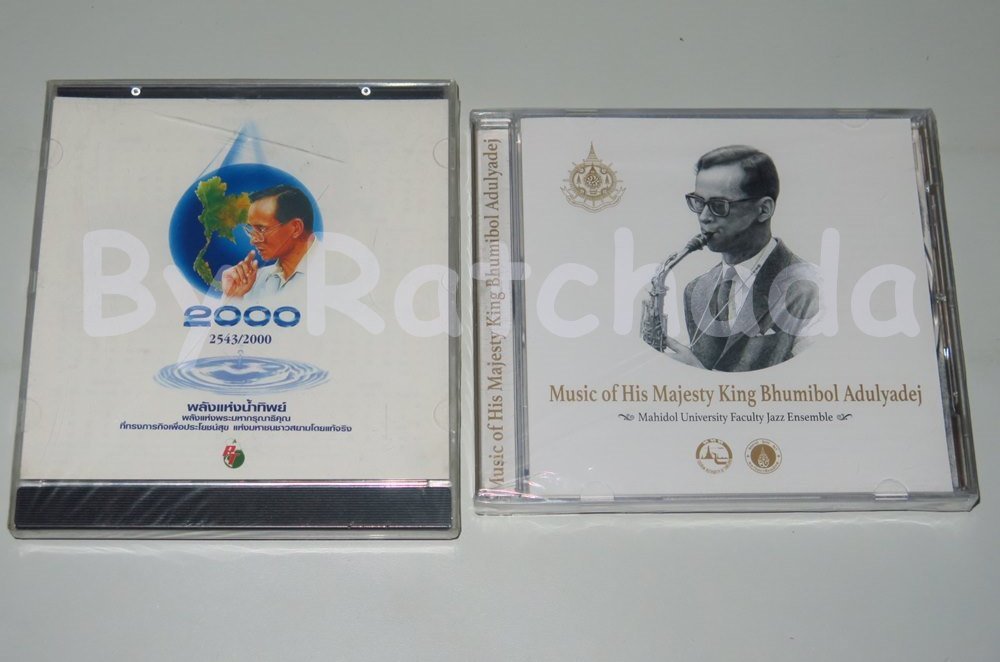 2000
2543/2000
พลังแห่งน้ำทิพย์
พลังแห่งพระมหากรุณาธิคุณ
ที่ทรงภารกิจเพื่อประโยชน์สุข แห่งมหาชนชาวสยามโดยแท้จริง
Music of His Majesty King Bhumibol Adulyadej
Music of His Majesty King Bhumibol Adulyadej
Mahidol University Faculty Jazz Ensemble
By Ratchada